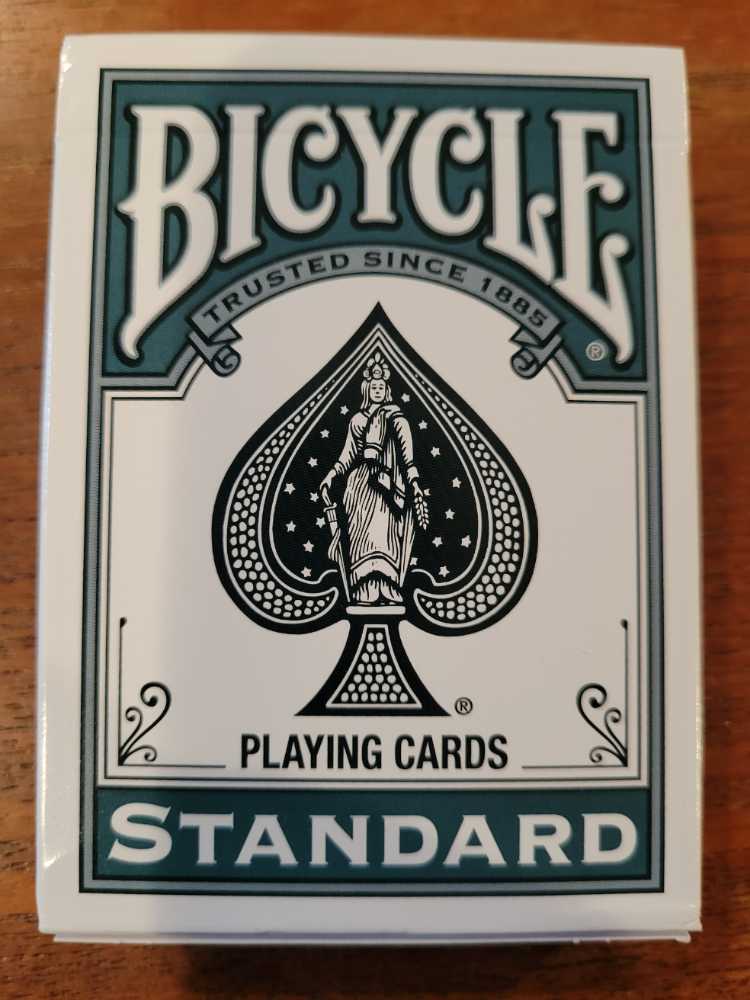 BICYCLE
®
TRUSTED SINCE 1885
®
PLAYING CARDS
STANDARD